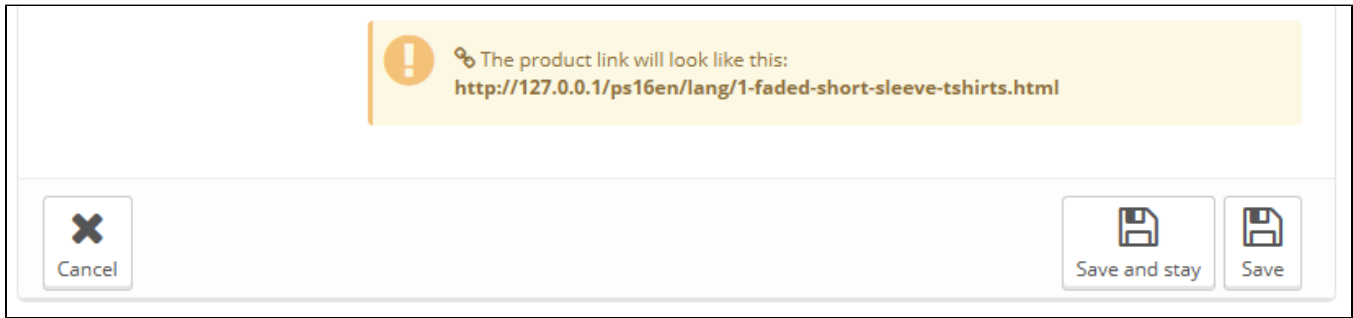 The product link will look like this:
http://127.0.0.1/ps16en/lang/1-faded-short-sleeve-tshirts.html
Cancel
Save and stay
Save